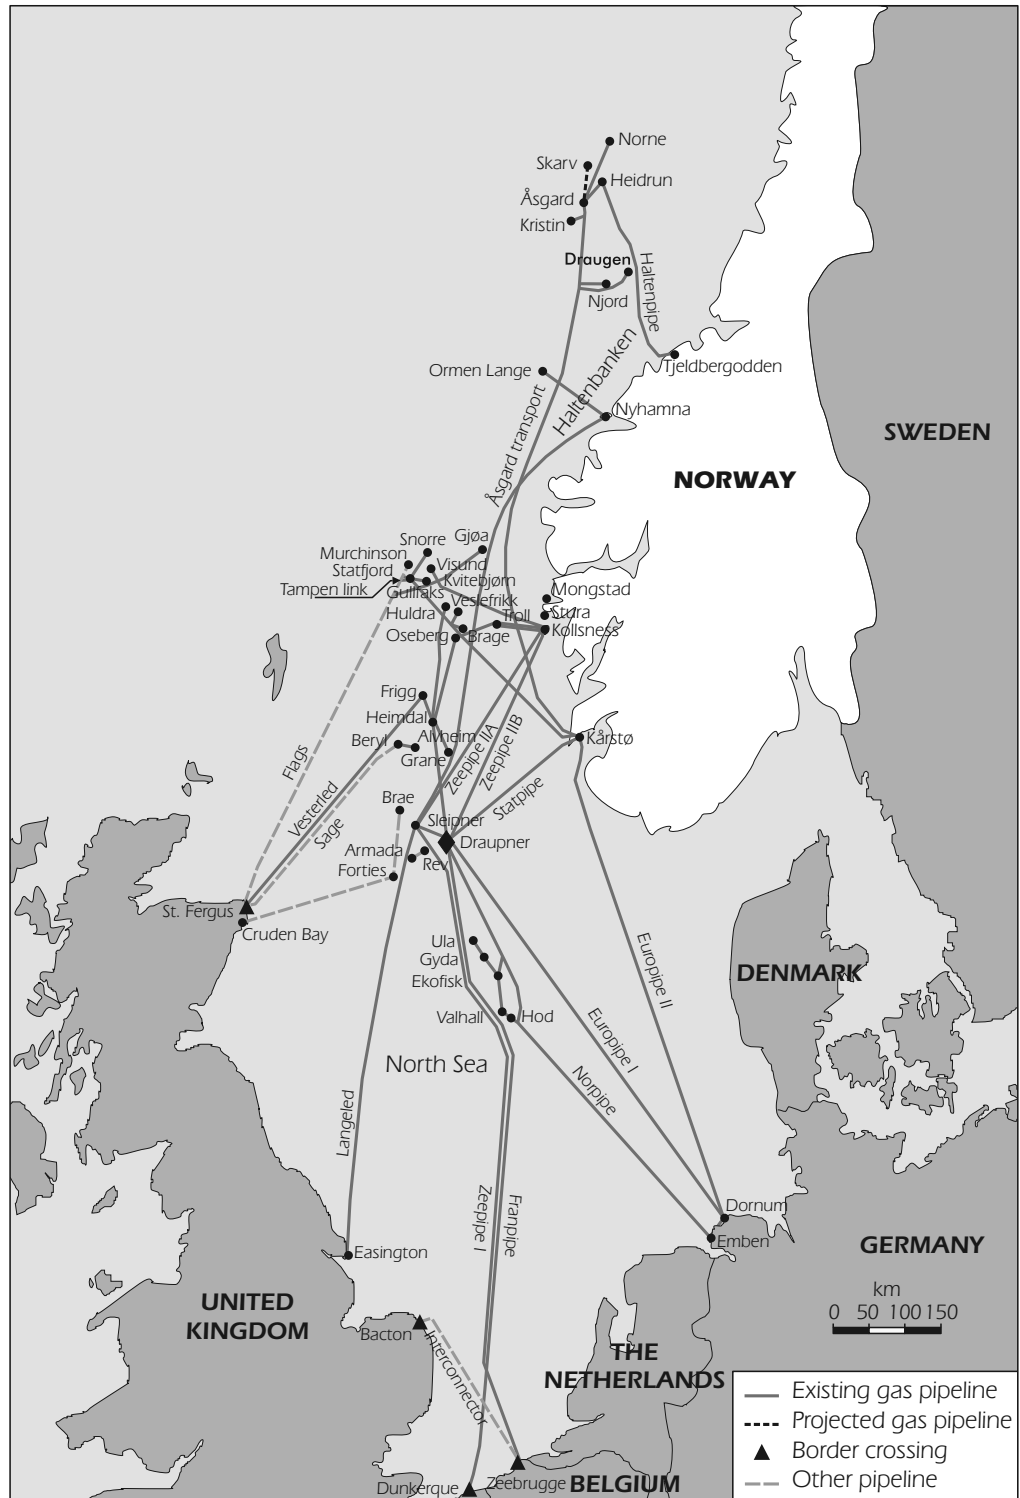 Norne
Skarv
Heidrun
Åsgard
Kristin
Draugen
Haltenpipe
Njord
Tjeldbergodden
Ormen Lange
Haltenbanken
Åsgard transport
Nyhamna
SWEDEN
NORWAY
Snorre
Gjøa
Murchinson
Visund
Statfjord
Kvitebjørn
Tampen link
Gullfaks
Mongstad
Veslefrikk
Huldra
Stura
Troll
Kollsness
Oseberg
Brage
Frigg
Heimdal
Alvheim
Beryl
Grane
Zeepipe IIA
Zeepipe IIB
Kårstø
Flags
Vesterled
Sage
Statpipe
Brae
Sleipner
Draupner
Armada
Rev
Forties
St. Fergus
Cruden Bay
Ula
Gyda
Ekofisk
Valhall
Hod
Europipe II
DENMARK
Europipe I
Norpipe
North Sea
Langeled
Zeepipe I
Franpipe
Dornum
Emben
Easington
GERMANY
UNITED
KINGDOM
km
0 50 100 150
Bacton
Interconnector
THE
NETHERLANDS
Existing gas pipeline
Projected gas pipeline
Border crossing
Other pipeline
Dunkerque
Zeebrugge
BELGIUM